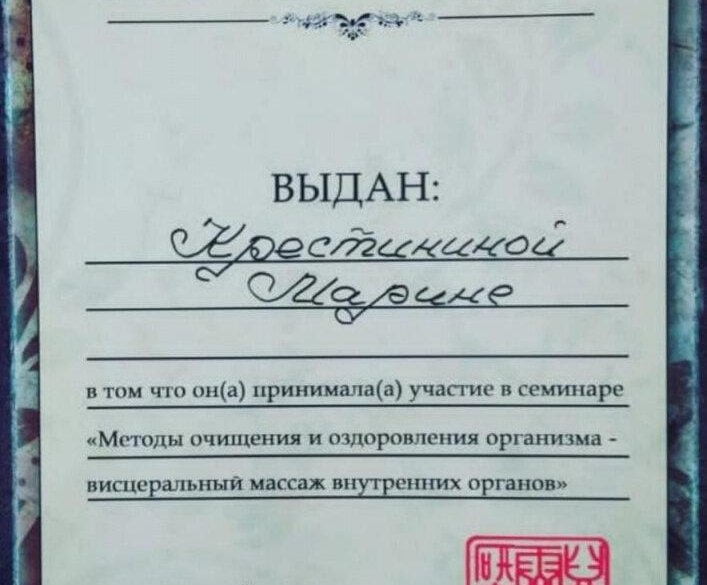 ВЫДАН:
Крестининой
Марине
в том что он(а) принимала(а) участие в семинаре
«Методы очищения и оздоровления организма -
висцеральный массаж внутренних органов»